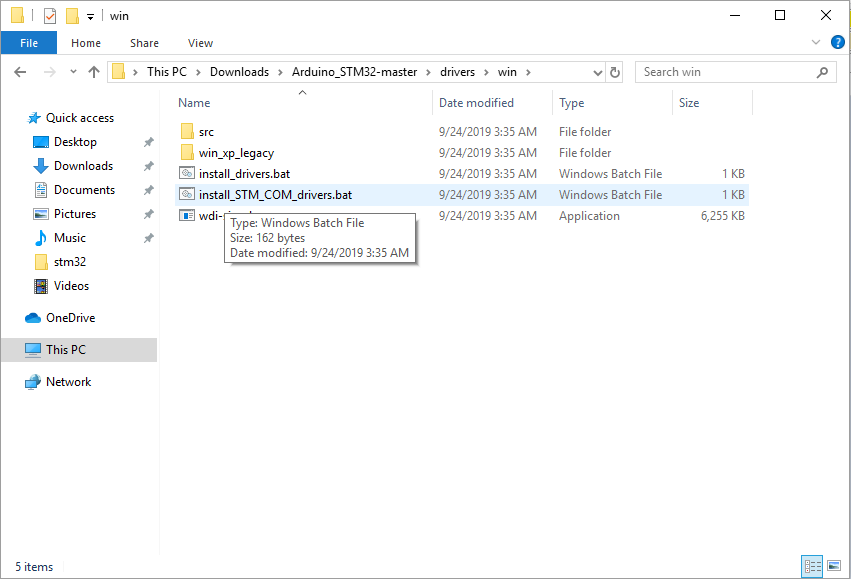 win
File Home Share View
This PC Downloads Arduino_STM32-master drivers win Search win
Name Date modified Type Size
Quick access
Desktop
Downloads
Documents
Pictures
Music
stm32
Videos
OneDrive
This PC
Network
src 9/24/2019 3:35 AM File folder
win_xp_legacy 9/24/2019 3:35 AM File folder
install_drivers.bat 9/24/2019 3:35 AM Windows Batch File 1 KB
install_STM_COM_drivers.bat 9/24/2019 3:35 AM Windows Batch File 1 KB
9/24/2019 3:35 AM Application 6,255 KB
Type: Windows Batch File
Size: 162 bytes
Date modified: 9/24/2019 3:35 AM
5 items